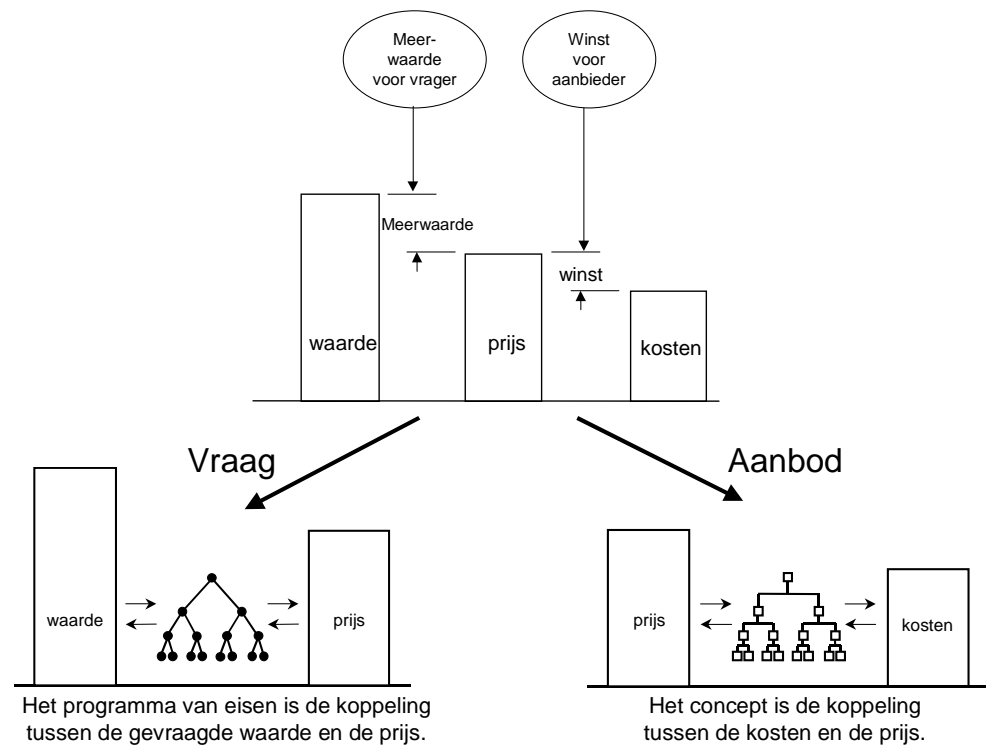 Meer-
waarde
voor vrager
Winst
voor
aanbieder
Meerwaarde
winst
waarde
prijs
kosten
Vraag
Aanbod
waarde
prijs
prijs
kosten
Het programma van eisen is de koppeling
tussen de gevraagde waarde en de prijs.
Het concept is de koppeling
tussen de kosten en de prijs.